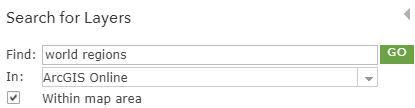 Search for Layers
Find: world regions GO
In: ArcGIS Online
Within map area